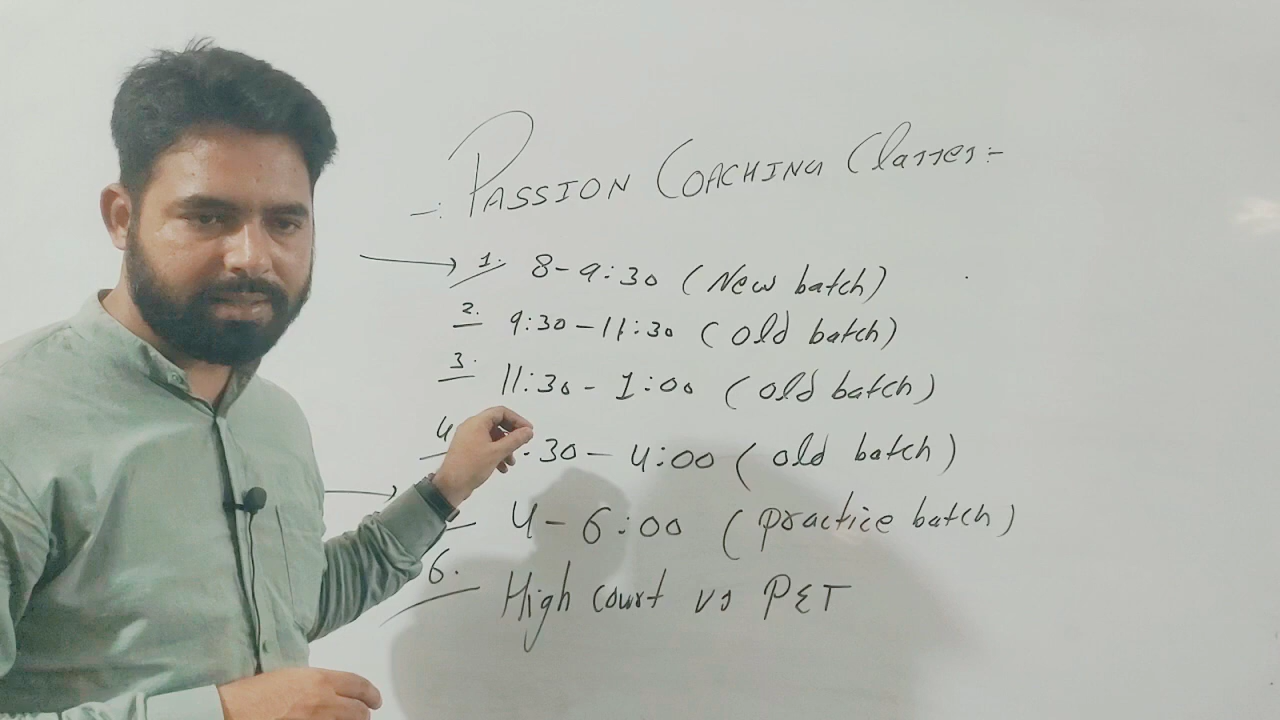 -: PASSION COACHING Classes:-
1. 8-9:30 (New batch)
2. 9:30-11:30 (old batch)
3. 11:30-1:00 (old batch)
4. :30-4:00 (old batch)
4-6:00 (practice batch)
6. High court vs PET